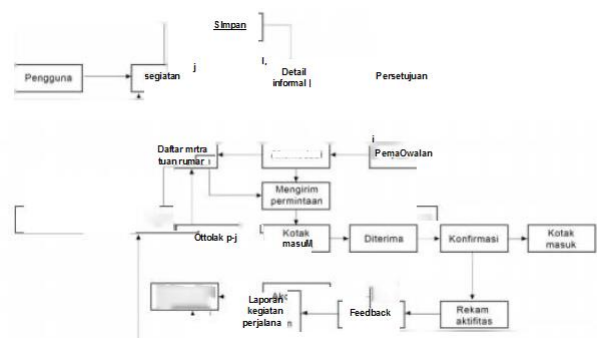 SImpan
j
I,
Pengguna
segiatan
Detail
informal |
Persetujuan
i
Daftar mrtra
tuan rumar
PemaOwalan
Mengirim
permintaan
Ottolak p-j
Kotak
masuM
Diterima
Konfirmasi
Kotak
masuk
Laporan
kegiatan
perjalana n
Feedback
Rekam
aktifitas